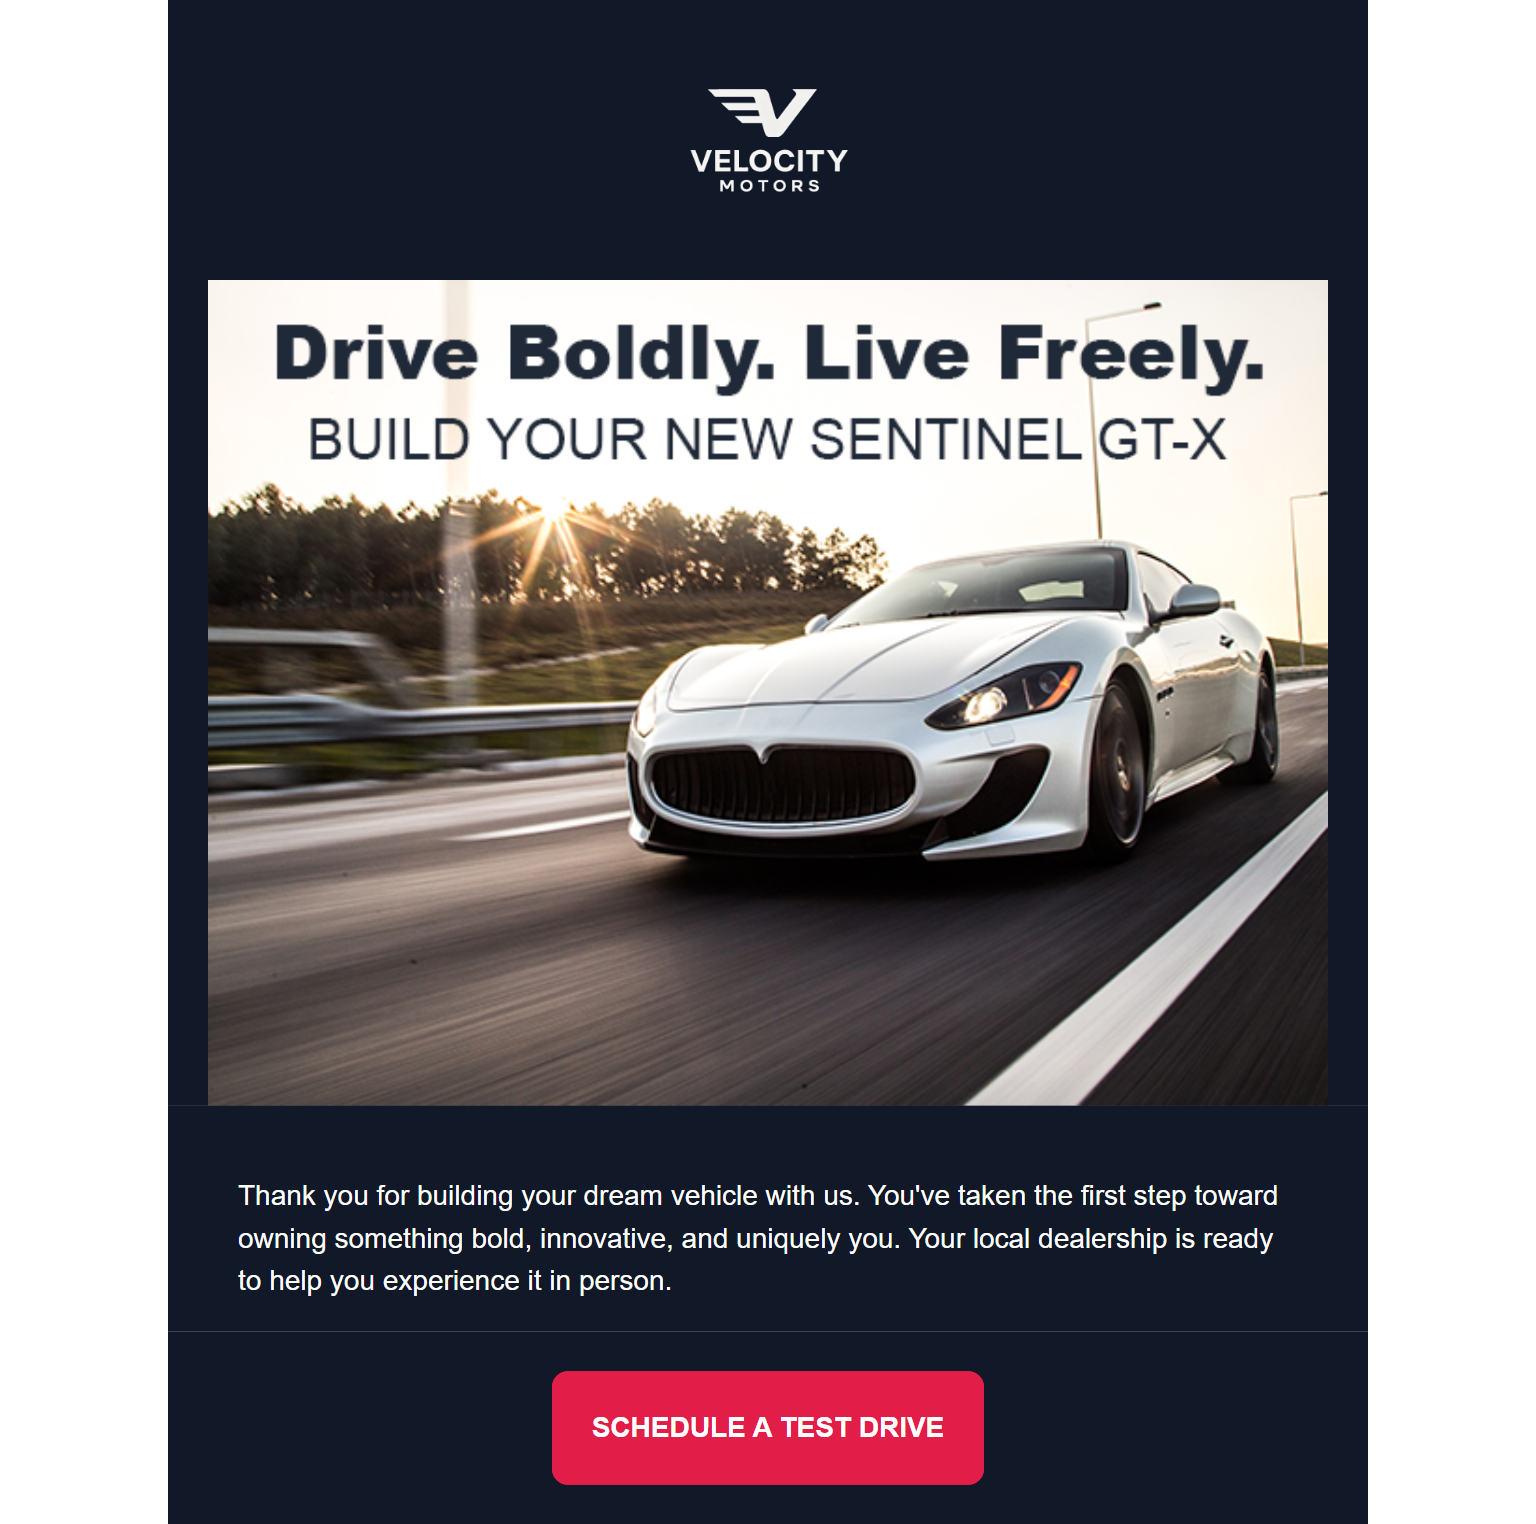 VELOCITY
MOTORS
Drive Boldly. Live Freely.
BUILD YOUR NEW SENTINEL GT-X
Thank you for building your dream vehicle with us. You've taken the first step toward
owning something bold, innovative, and uniquely you. Your local dealership is ready
to help you experience it in person.
SCHEDULE A TEST DRIVE